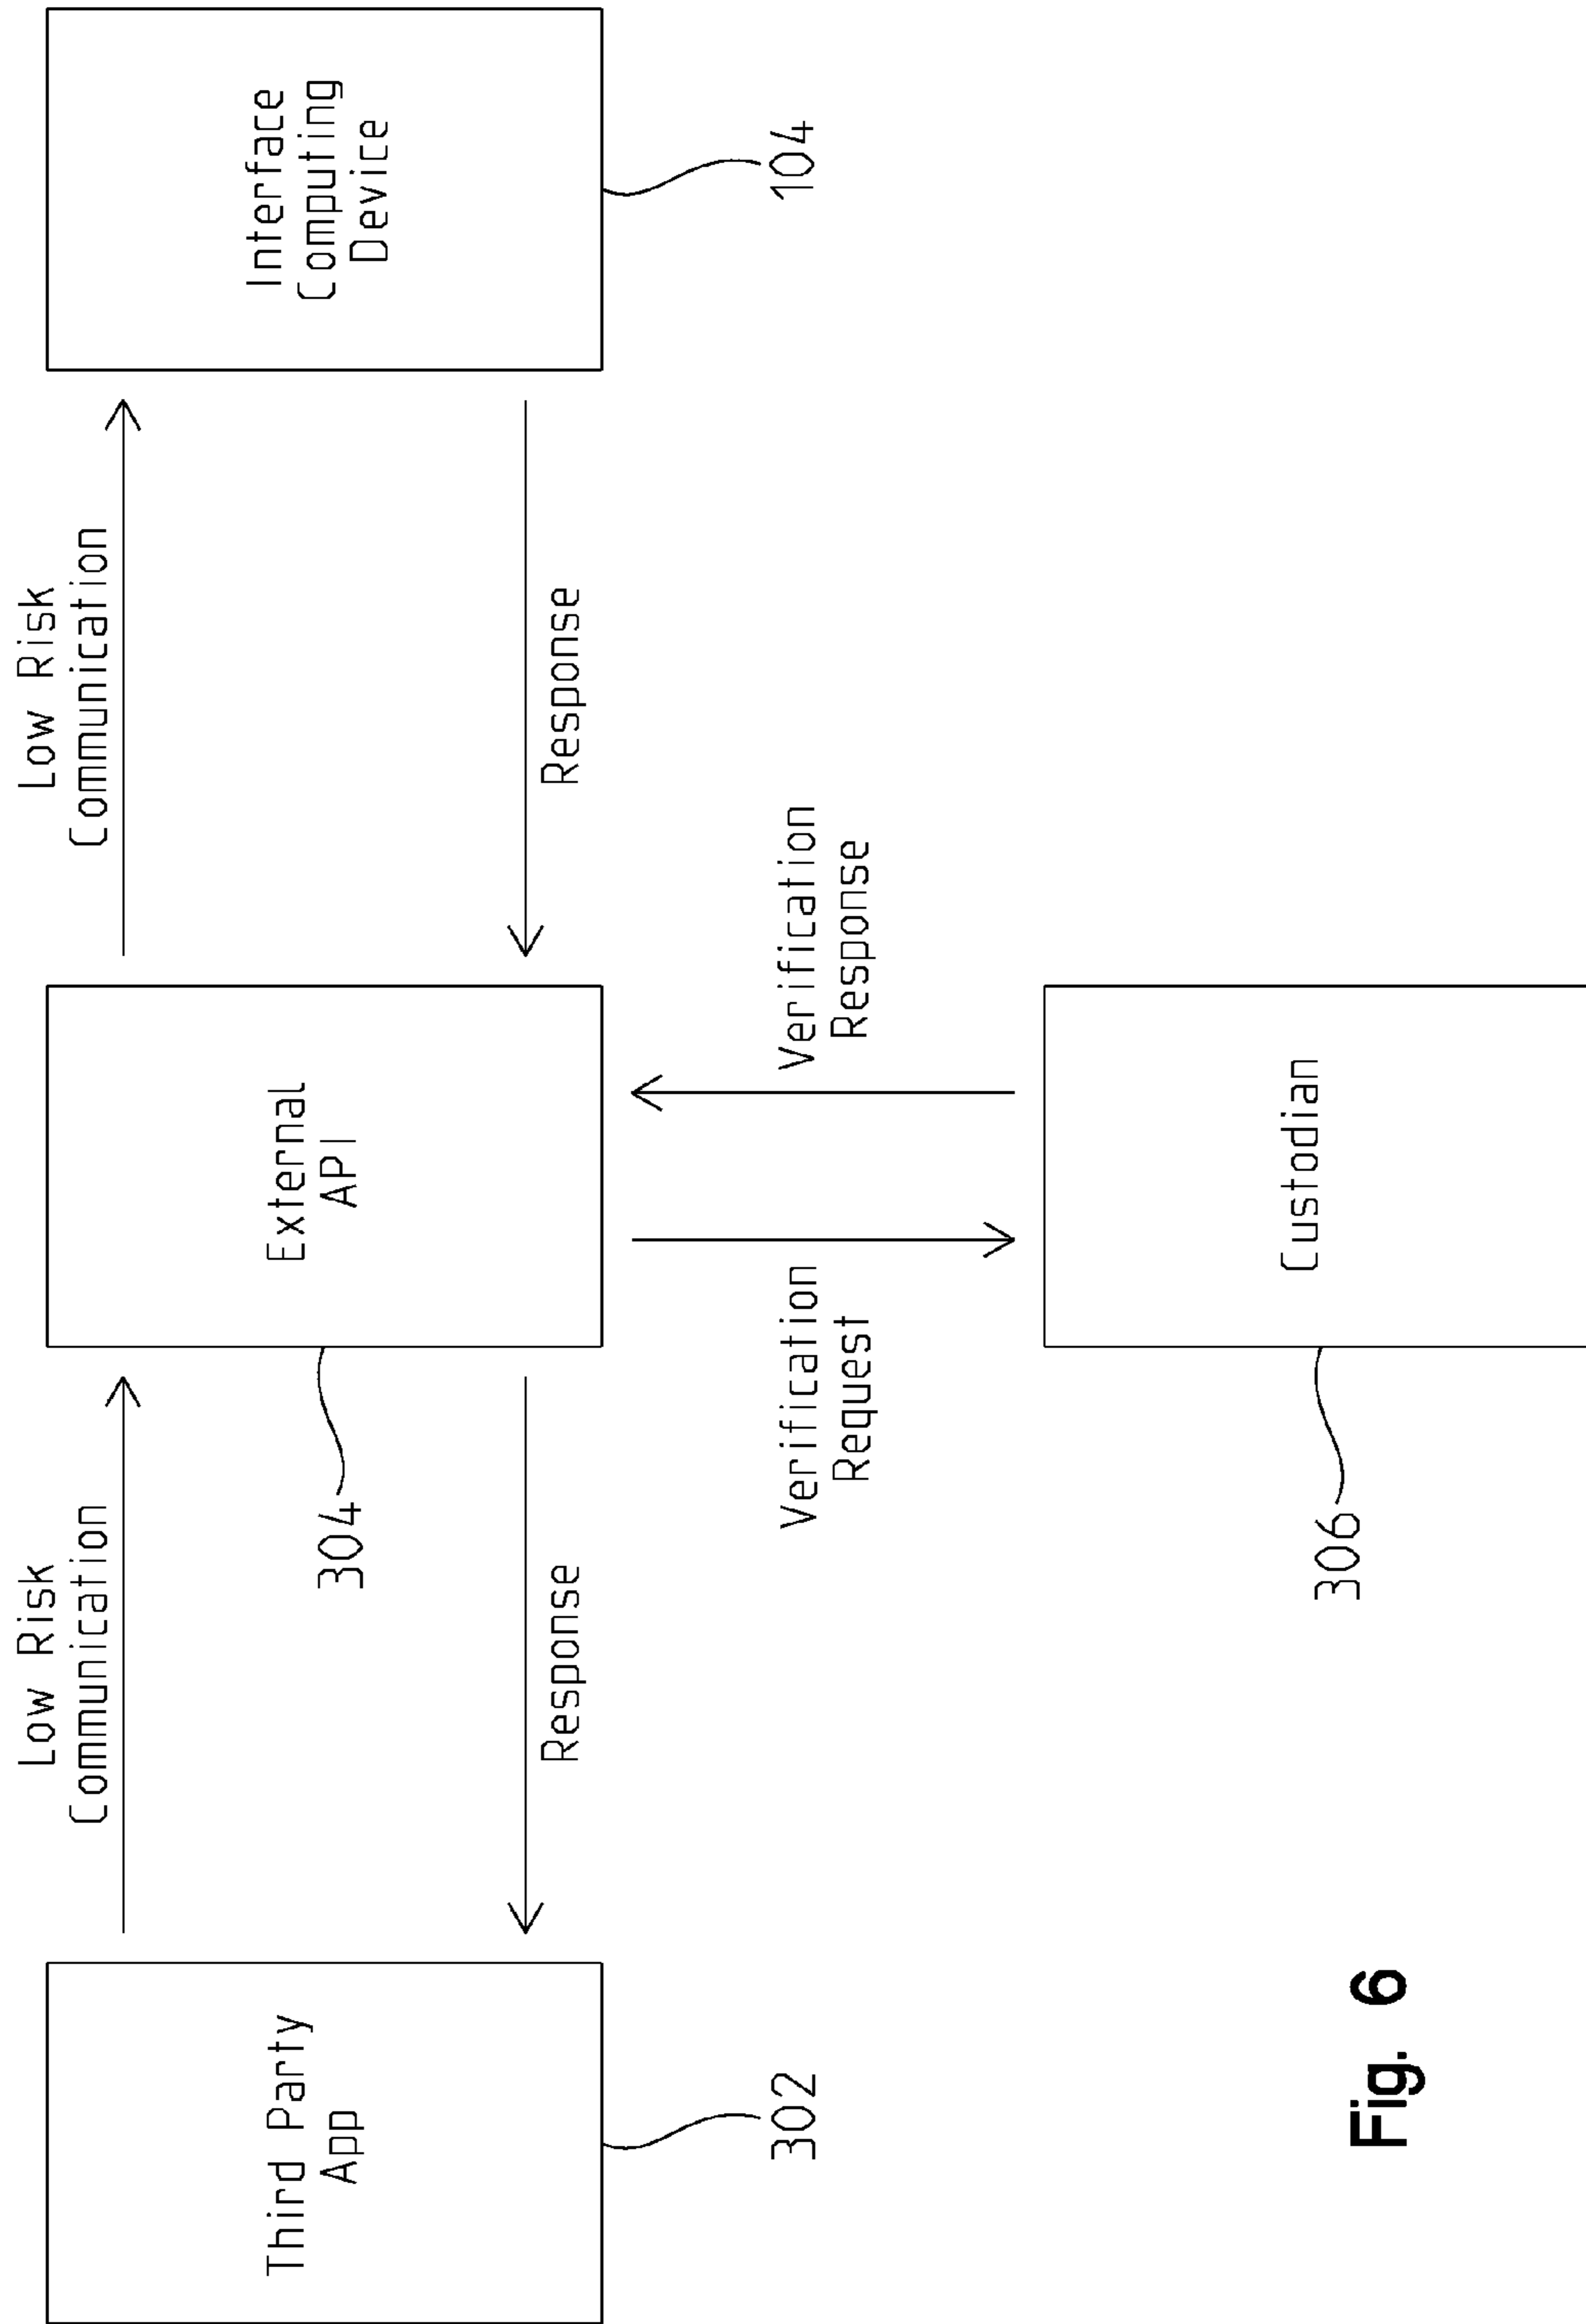 Low Risk
Communication
Low Risk
Communication
Third Party
App
External
API
Interface
Computing
Device
Response
Response
302
304
104
Verification
Request
Verification
Response
Custodian
306
Fig. 6